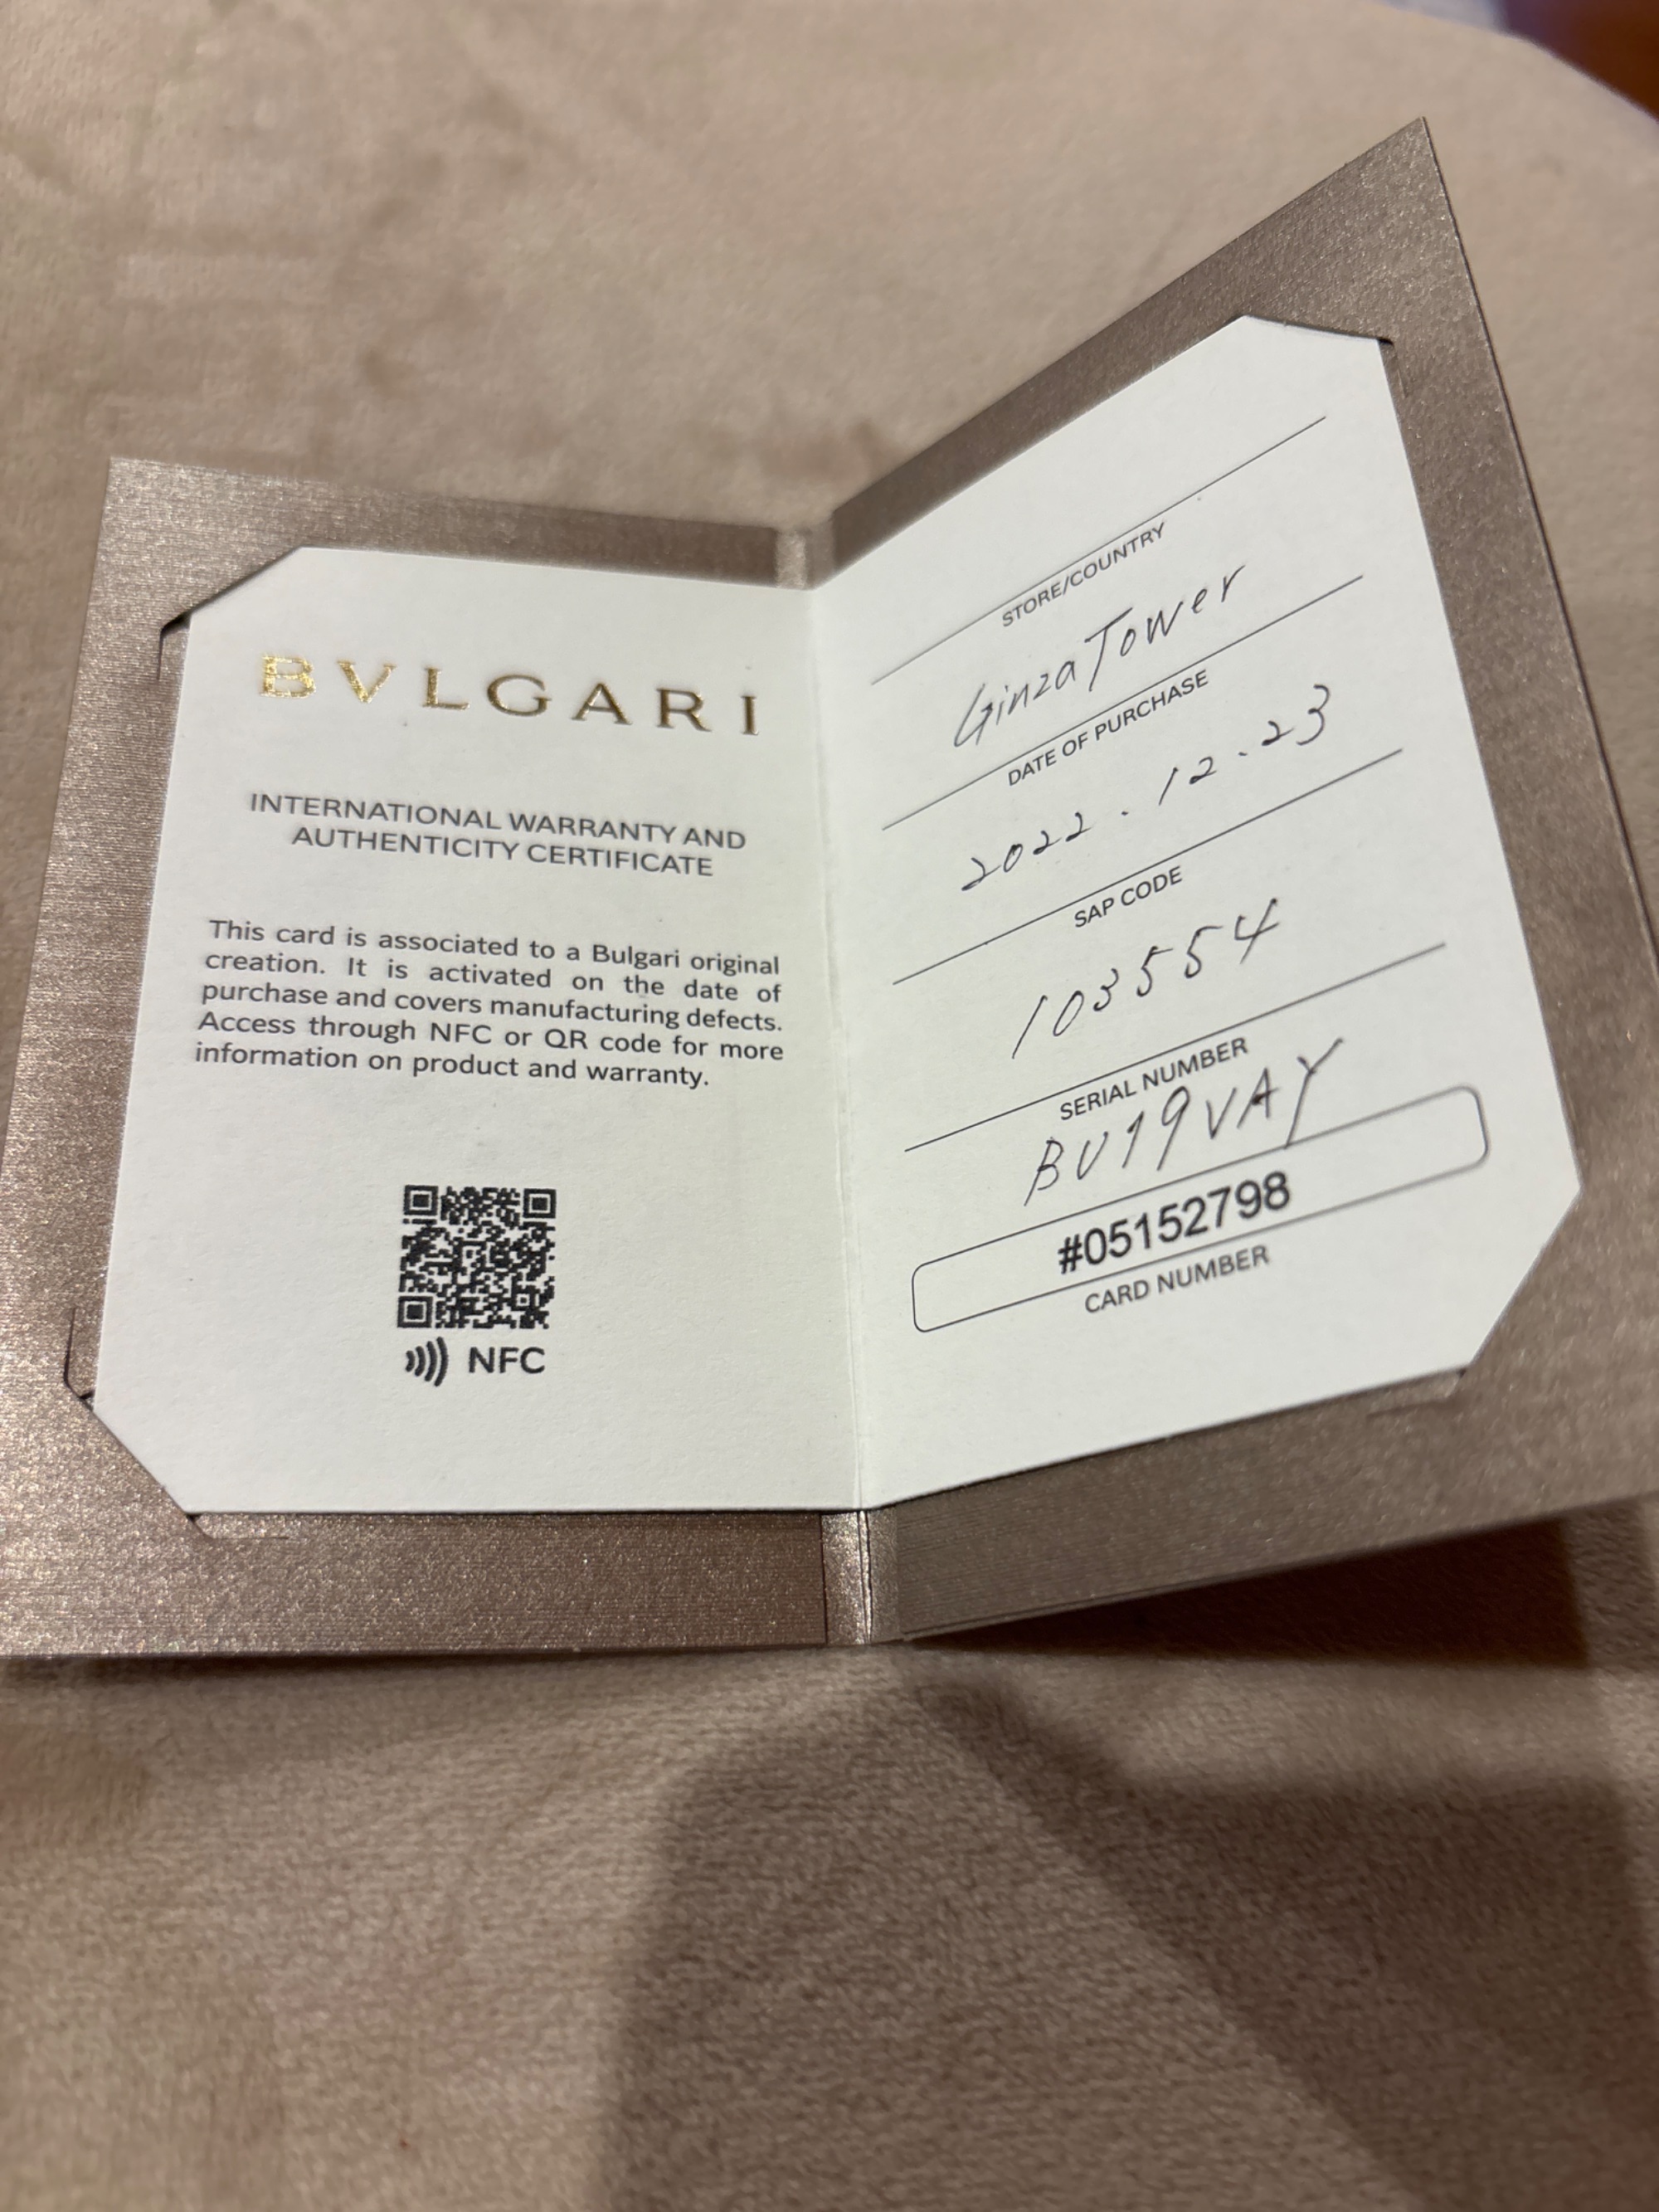 BVLGARI
INTERNATIONAL WARRANTY AND
AUTHENTICITY CERTIFICATE
This card is associated to a Bulgari original
creation. It is activated on the date of
purchase and covers manufacturing defects.
Access through NFC or QR code for more
information on product and warranty.
NFC
STORE/COUNTRY
Ginza Tower
DATE OF PURCHASE
2022.12.23
SAP CODE
103554
SERIAL NUMBER
BU19VAY
#05152798
CARD NUMBER